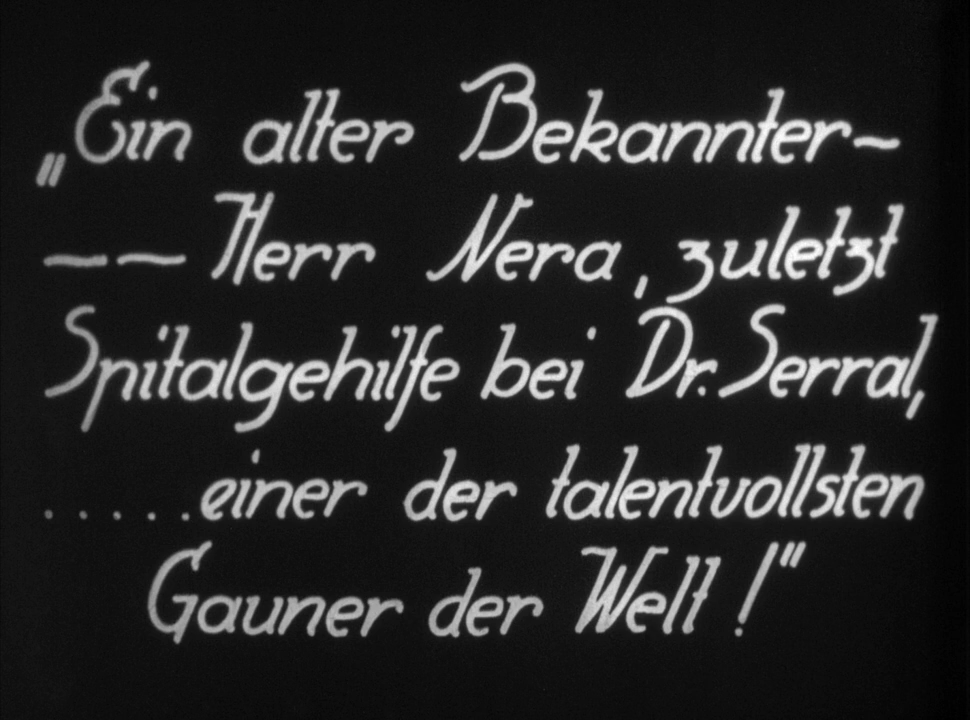 „Ein alter Bekannter—
—— Herr Nera, zuletzt
Spitalgehilfe bei Dr. Serral,
.....einer der talentvollsten
Gauner der Welt!"